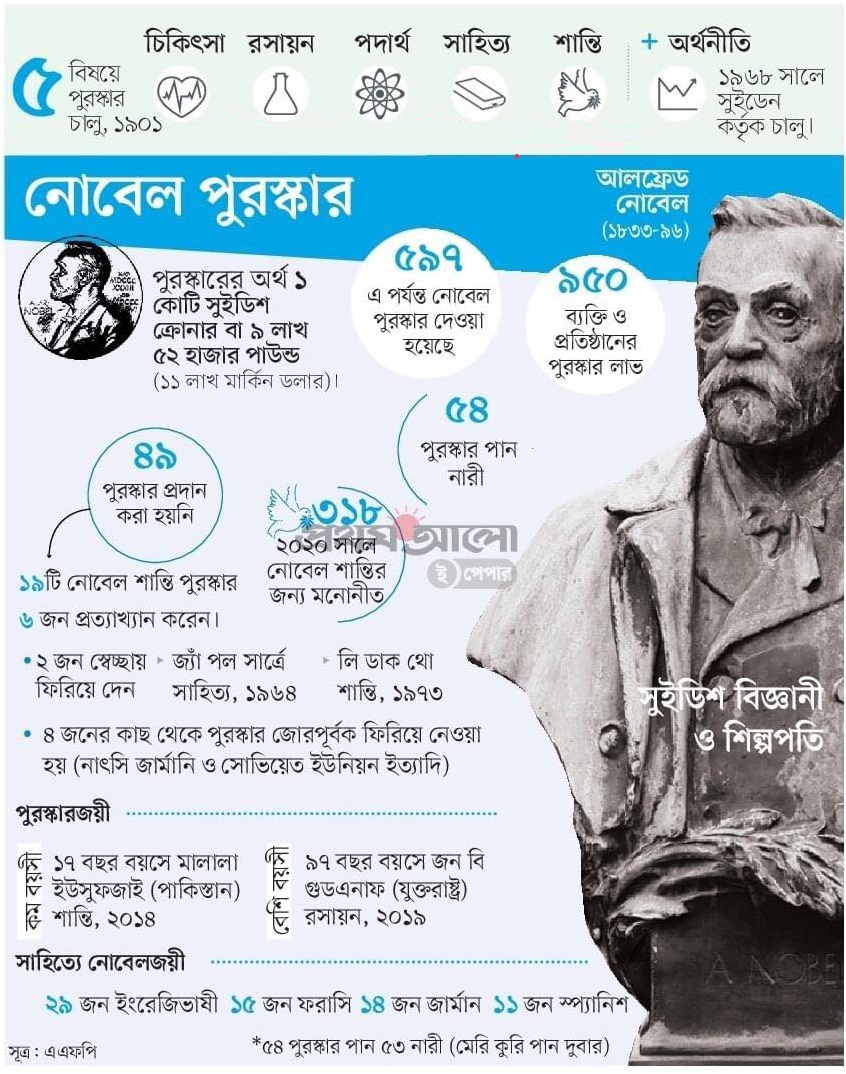 ৫ বিষয়ে
পুরস্কার
চালু, ১৯০১
চিকিৎসা রসায়ন পদার্থ সাহিত্য শান্তি + অর্থনীতি
১৯৬৮ সালে
সুইডেন
কর্তৃক চালু।
নোবেল পুরস্কার
আলফ্রেড
নোবেল
(১৮৩৩-৯৬)
পুরস্কারের অর্থ ১
কোটি সুইডিশ
ক্রোনার বা ৯ লাখ
৫২ হাজার পাউন্ড
(১১ লাখ মার্কিন ডলার)।
৫৯৭
এ পর্যন্ত নোবেল
পুরস্কার দেওয়া
হয়েছে
৯৫০
ব্যক্তি ও
প্রতিষ্ঠানের
পুরস্কার লাভ
৫৪
পুরস্কার পান
নারী
৪৯
পুরস্কার প্রদান
করা হয়নি
৩১৮
২০২০ সালে
নোবেল শান্তির
জন্য মনোনীত
প্রথম আলো
ই পেপার
১৯টি নোবেল শান্তি পুরস্কার
৬ জন প্রত্যাখ্যান করেন।
• ২ জন স্বেচ্ছায়
ফিরিয়ে দেন
জ্যাঁ পল সার্ত্রে
সাহিত্য, ১৯৬৪
লি ডাক থো
শান্তি, ১৯৭৩
• ৪ জনের কাছ থেকে পুরস্কার জোরপূর্বক ফিরিয়ে নেওয়া
হয় (নাৎসি জার্মানি ও সোভিয়েত ইউনিয়ন ইত্যাদি)
সুইডিশ বিজ্ঞানী
ও শিল্পপতি
পুরস্কারজয়ী
কম বয়সী
১৭ বছর বয়সে মালালা
ইউসুফজাই (পাকিস্তান)
শান্তি, ২০১৪
বেশি বয়সী
৯৭ বছর বয়সে জন বি
গুডএনাফ (যুক্তরাষ্ট্র)
রসায়ন, ২০১৯
সাহিত্যে নোবেলজয়ী
২৯ জন ইংরেজিভাষী ১৫ জন ফরাসি ১৪ জন জার্মান ১১ জন স্প্যানিশ
A. NOBE
*৫৪ পুরস্কার পান ৫৩ নারী (মেরি কুরি পান দুবার)
সূত্র : এএফপি